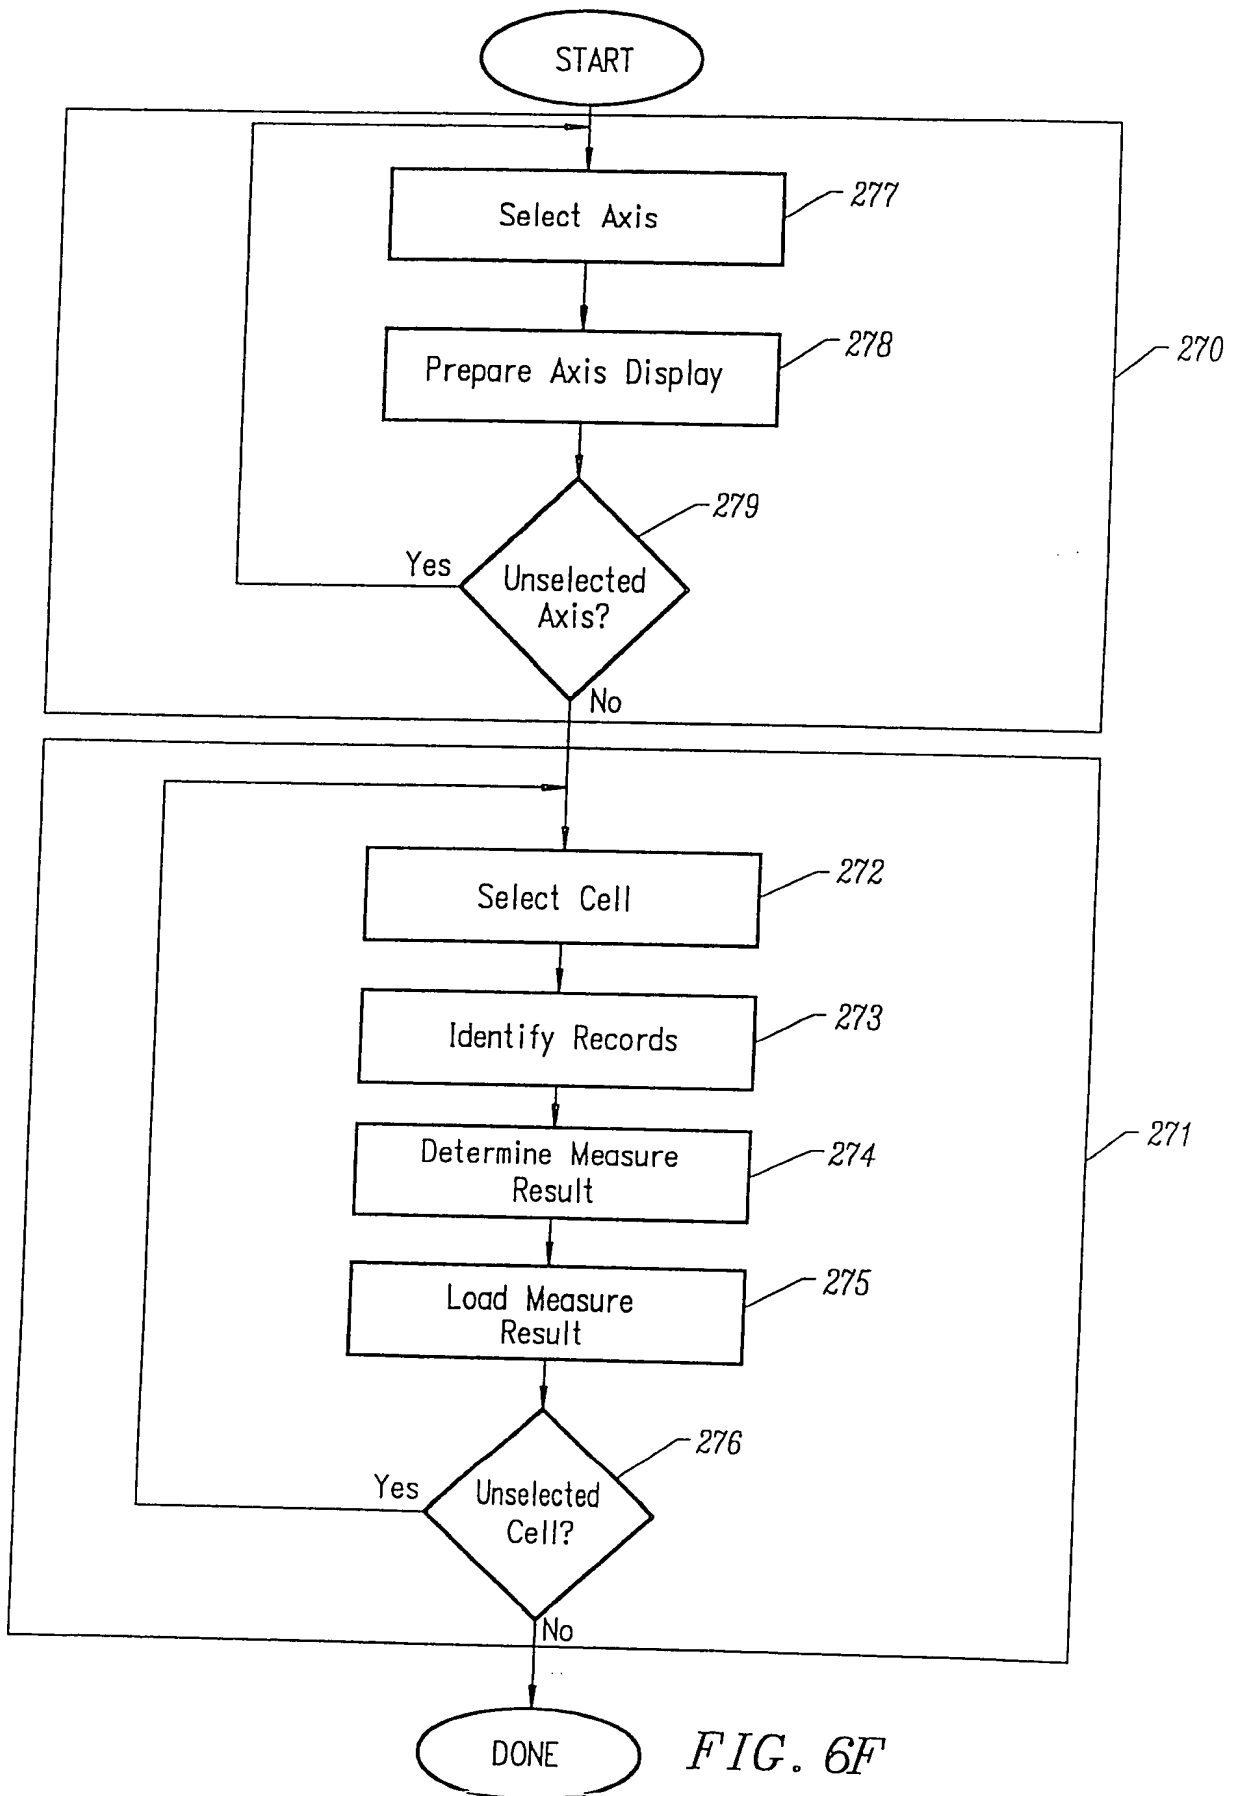 START
277
Select Axis
278
270
Prepare Axis Display
279
Yes
Unselected
Axis?
No
272
Select Cell
273
Identify Records
271
274
Determine Measure
Result
275
Load Measure
Result
276
Yes
Unselected
Cell?
No
DONE
FIG. 6F